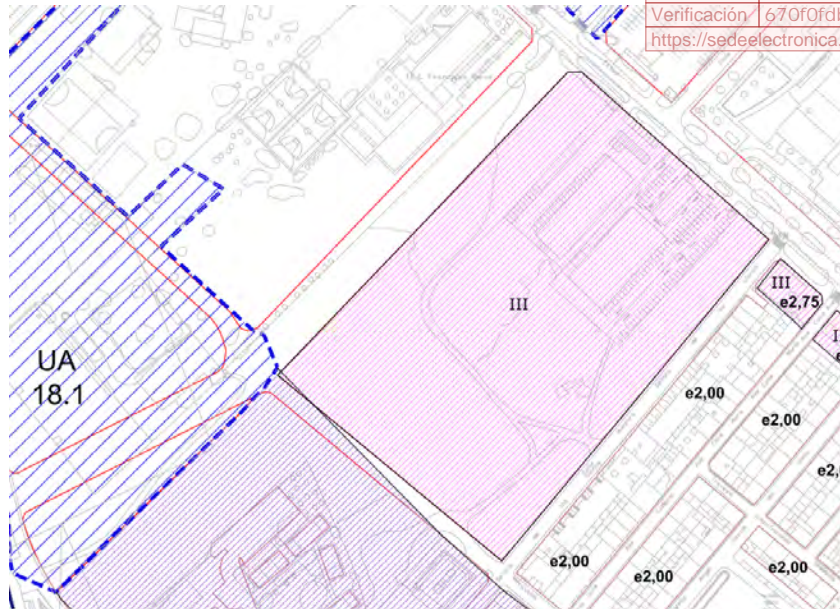 Verificación
https://sedeelectronica.
III
III
e2,75
UA
18.1
e2,00
e2,00
e2,00
e2,00
e2,00